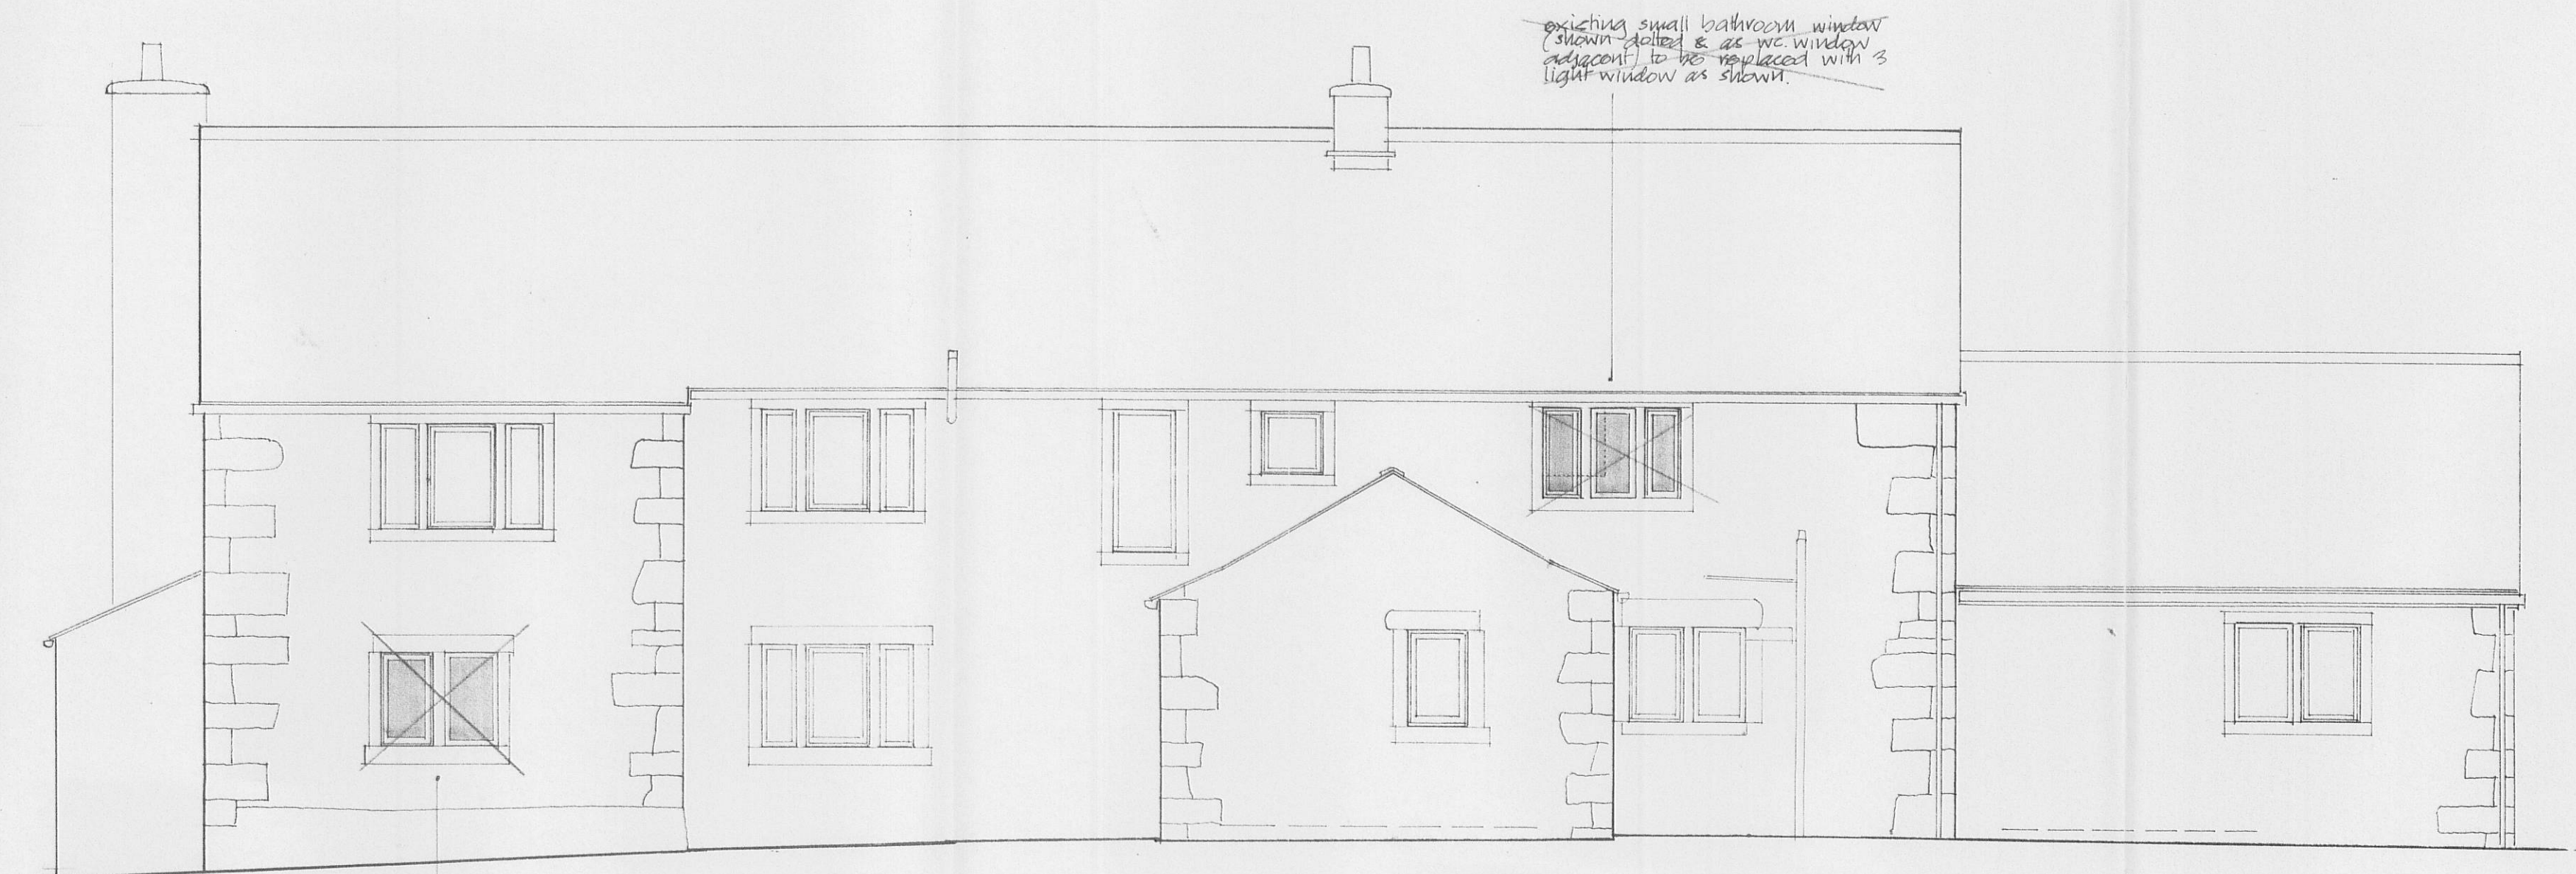 existing small bathroom window
(shown dotted & as wc. window
adjacent) to be replaced with 3
light window as shown.